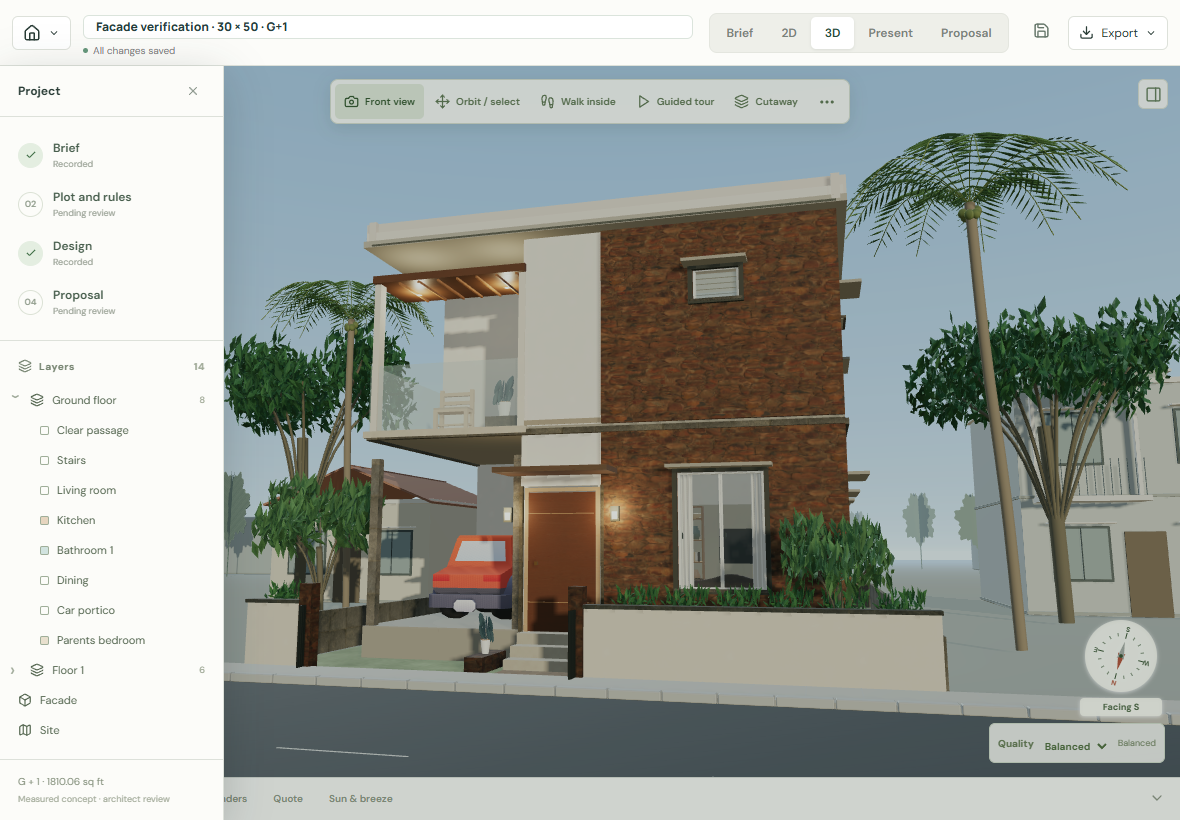 Facade verification · 30 × 50 · G+1
All changes saved
Brief
2D
3D
Present
Proposal
Export
Project
Brief
Recorded
02
Plot and rules
Pending review
Design
Recorded
04
Proposal
Pending review
Layers
14
Ground floor
8
Clear passage
Stairs
Living room
Kitchen
Bathroom 1
Dining
Car portico
Parents bedroom
Floor 1
6
Facade
Site
G + 1 · 1810.06 sq ft
Measured concept · architect review
Front view
Orbit / select
Walk inside
Guided tour
Cutaway
S
E
W
N
Facing S
Quality
Balanced
Balanced
Quote
Sun & breeze